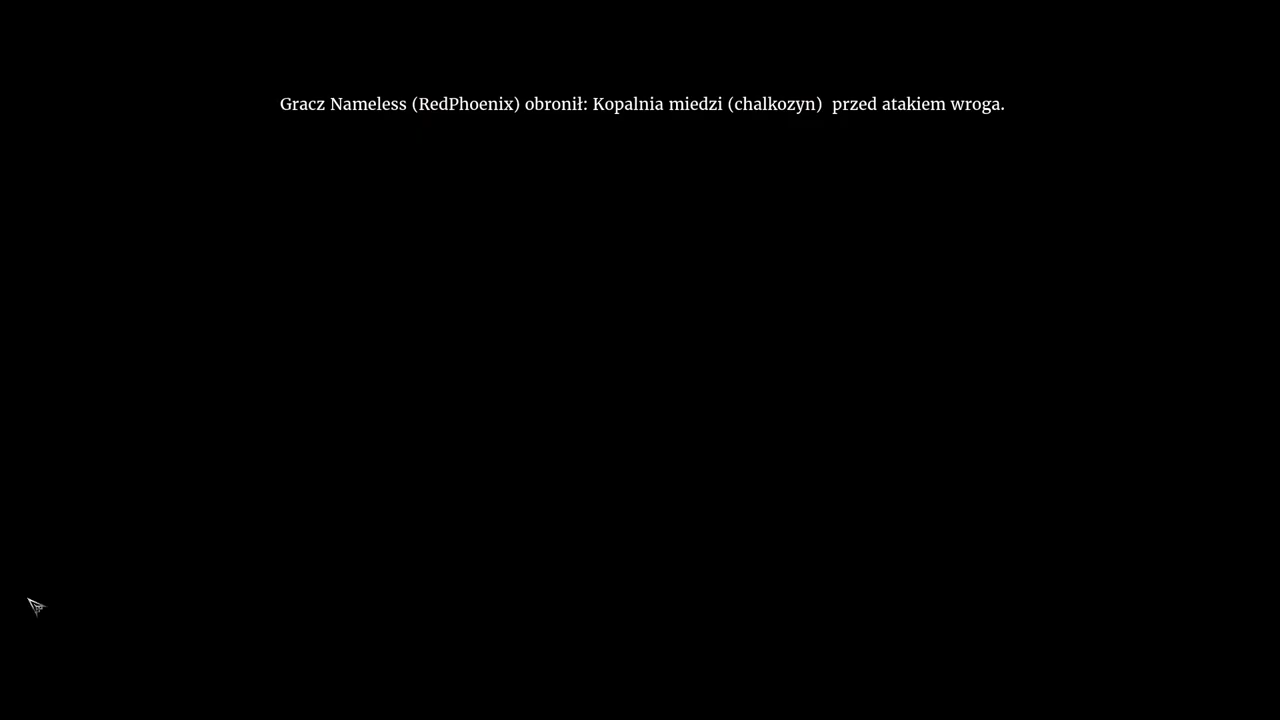 Gracz Nameless (RedPhoenix) obronił: Kopalnia miedzi (chalkozyn)  przed atakiem wroga.